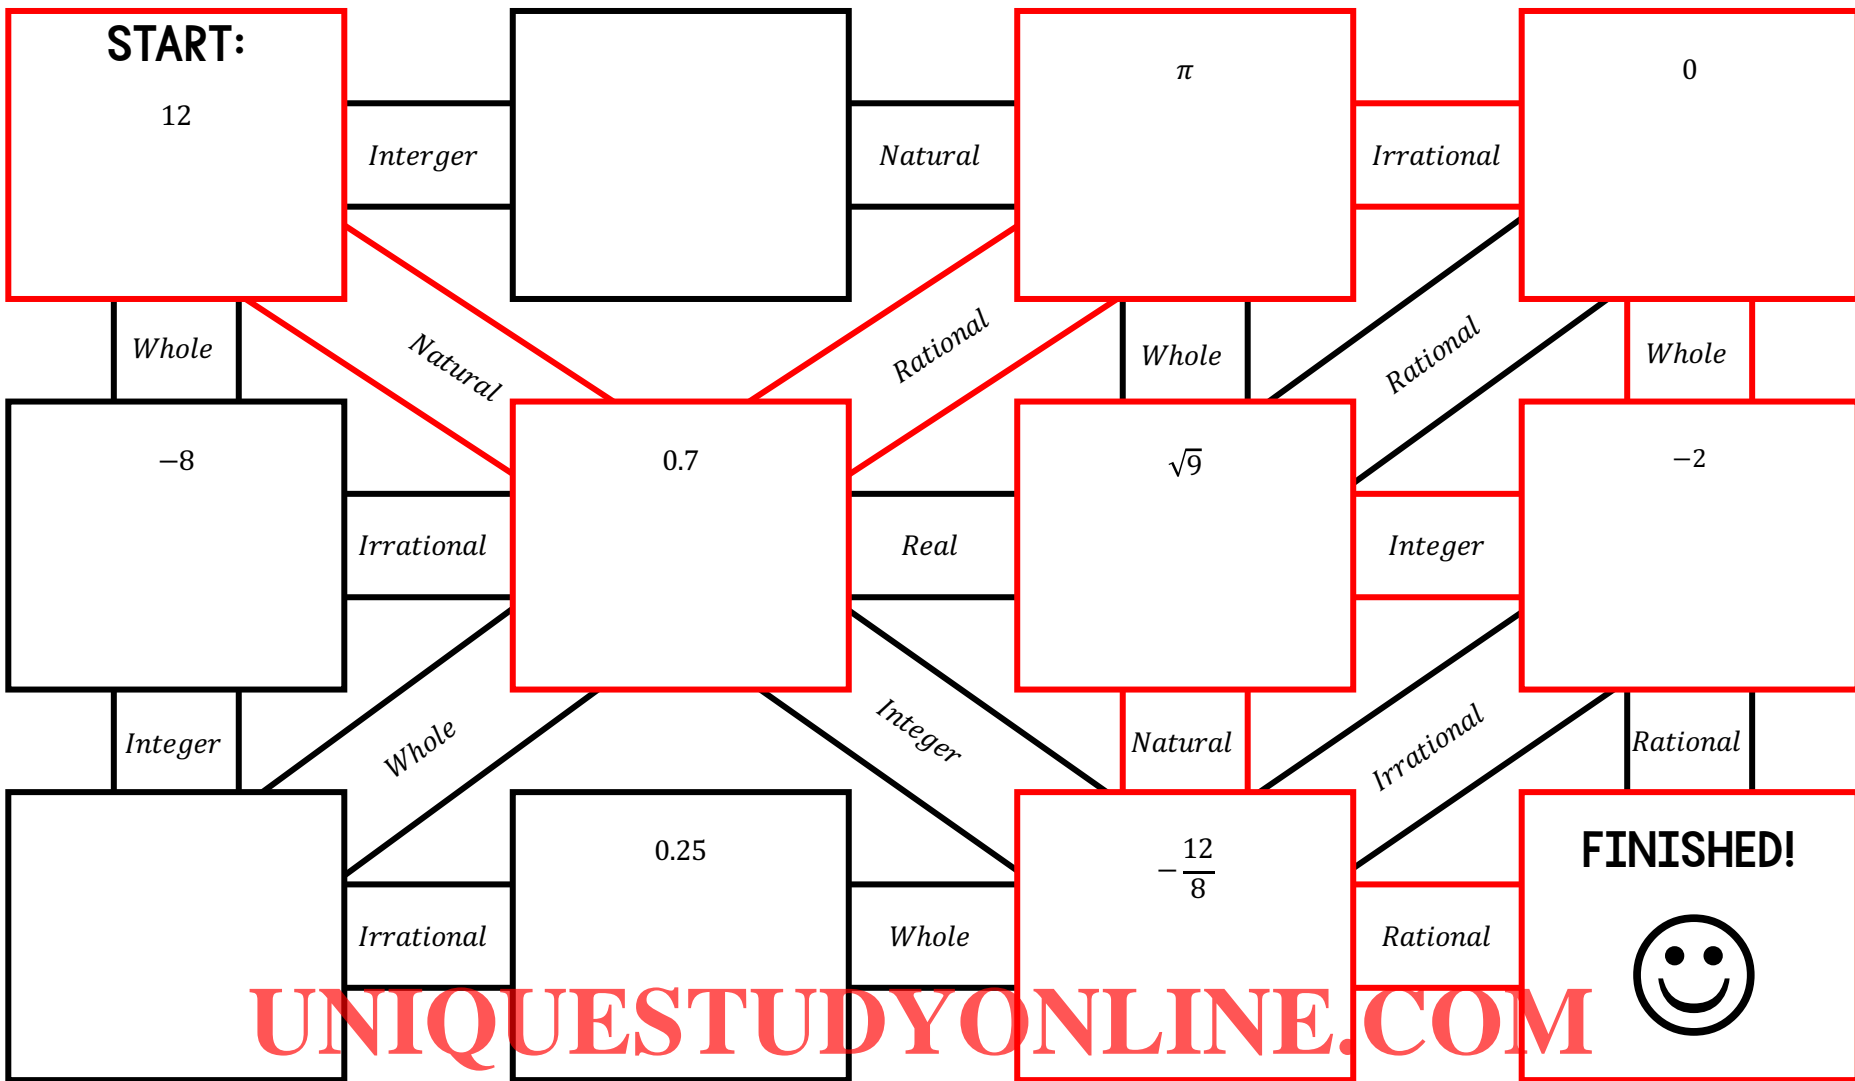 START:
12
Interger
Natural
π
Irrational
0
Whole
Natural
Rational
Whole
Rational
Whole
−8
Irrational
0.7
Real
√9
Integer
−2
Integer
Whole
Integer
Natural
Irrational
Rational
Irrational
0.25
Whole
−12/8
Rational
FINISHED!
UNIQUESTUDYONLINE.COM